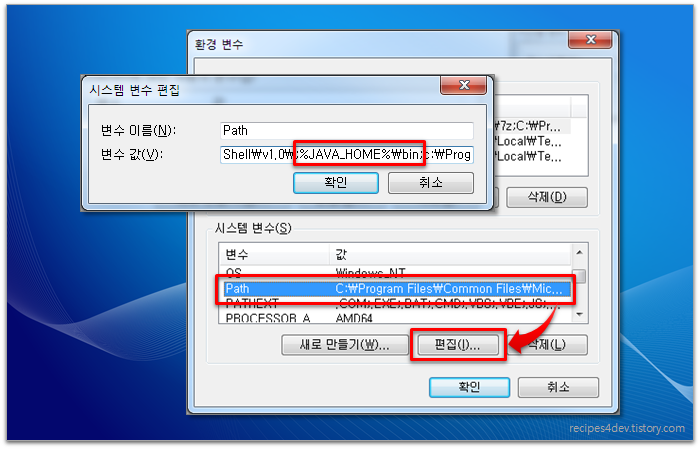 환경 변수
시스템 변수 편집
변수 이름(N): Path
변수 값(V): Shell₩v1.0₩;%JAVA_HOME%₩bin;c:₩Prog
확인 취소
₩7z;C:₩Pr...
₩Local₩Te...
₩Local₩Te...
삭제(D)
시스템 변수(S)
변수 값
OS Windows_NT
Path C:₩Program Files₩Common Files₩Mic...
PATHEXT .COM;.EXE;.BAT;.CMD;.VBS;.VBE;.JS;...
PROCESSOR_A AMD64
새로 만들기(W)... 편집(I)... 삭제(L)
확인 취소
recipes4dev.tistory.com